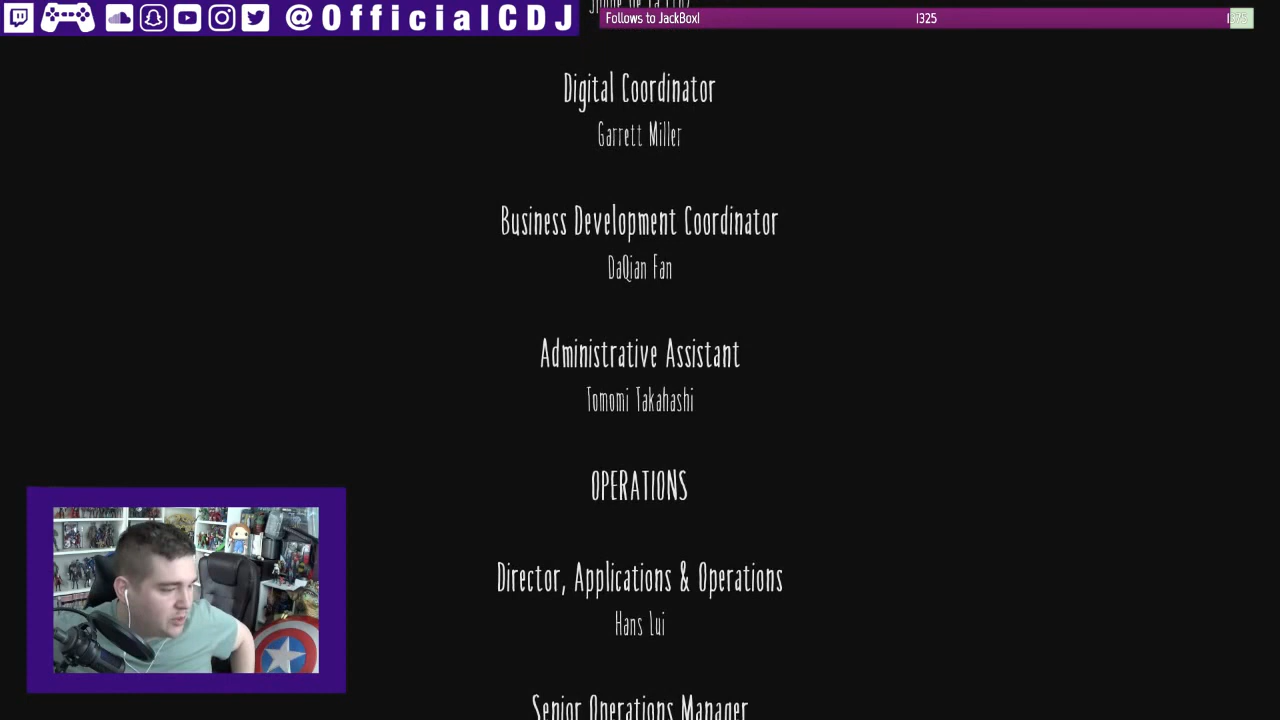 @OfficialCDJ
Follows to JackBox!
1325
Digital Coordinator
Garrett Miller
Business Development Coordinator
DaQian Fan
Administrative Assistant
Tomomi Takahashi
OPERATIONS
Director, Applications & Operations
Hans Lui
Senior Operations Manager